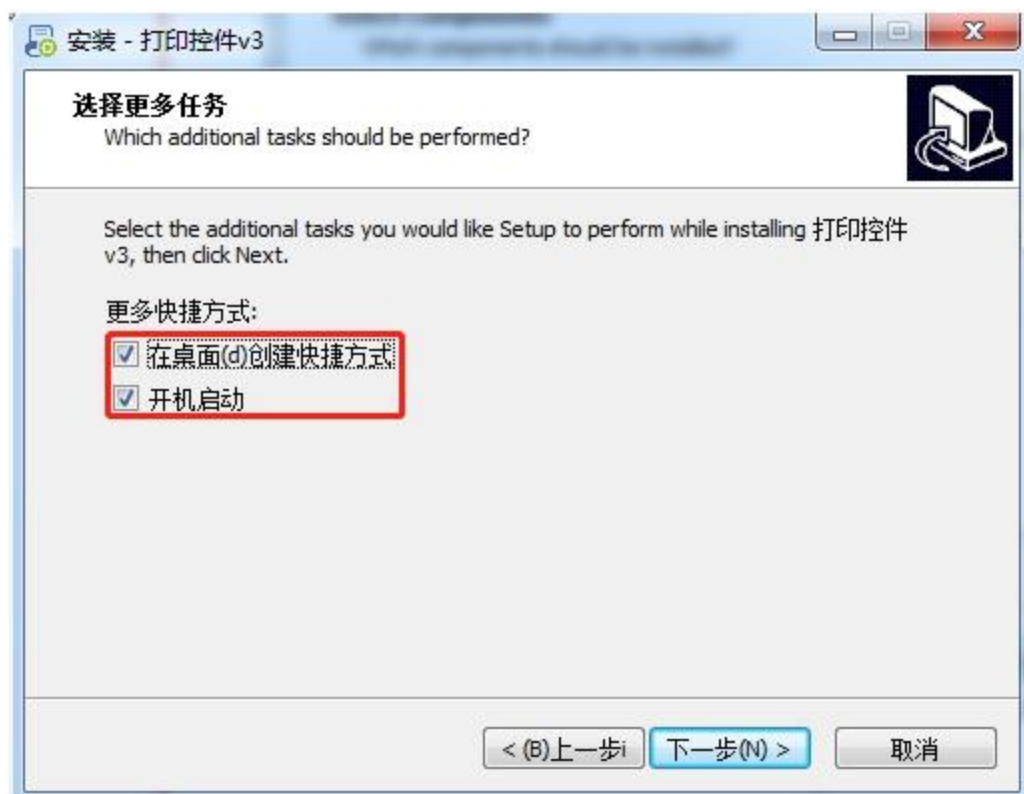 安装 - 打印控件v3
选择更多任务
Which additional tasks should be performed?
Select the additional tasks you would like Setup to perform while installing 打印控件
v3, then click Next.
更多快捷方式:
在桌面(d)创建快捷方式
开机启动
< (B)上一步i
下一步(N) >
取消